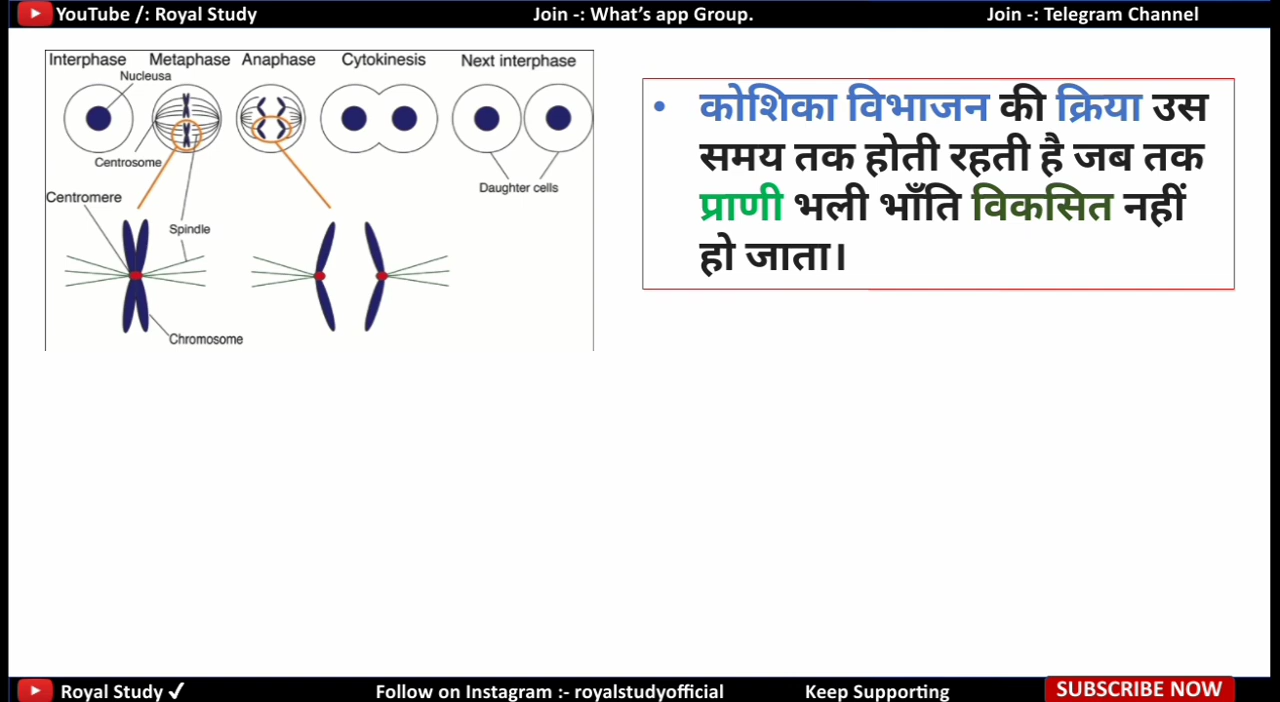 YouTube /: Royal Study
Join -: What's app Group.
Join -: Telegram Channel
Interphase Metaphase Anaphase Cytokinesis Next interphase
Nucleusa
Centrosome
Daughter cells
Centromere
Spindle
Chromosome
• कोशिका विभाजन की क्रिया उस
समय तक होती रहती है जब तक
प्राणी भली भाँति विकसित नहीं
हो जाता।
Royal Study ✓
Follow on Instagram :- royalstudyofficial
Keep Supporting
SUBSCRIBE NOW